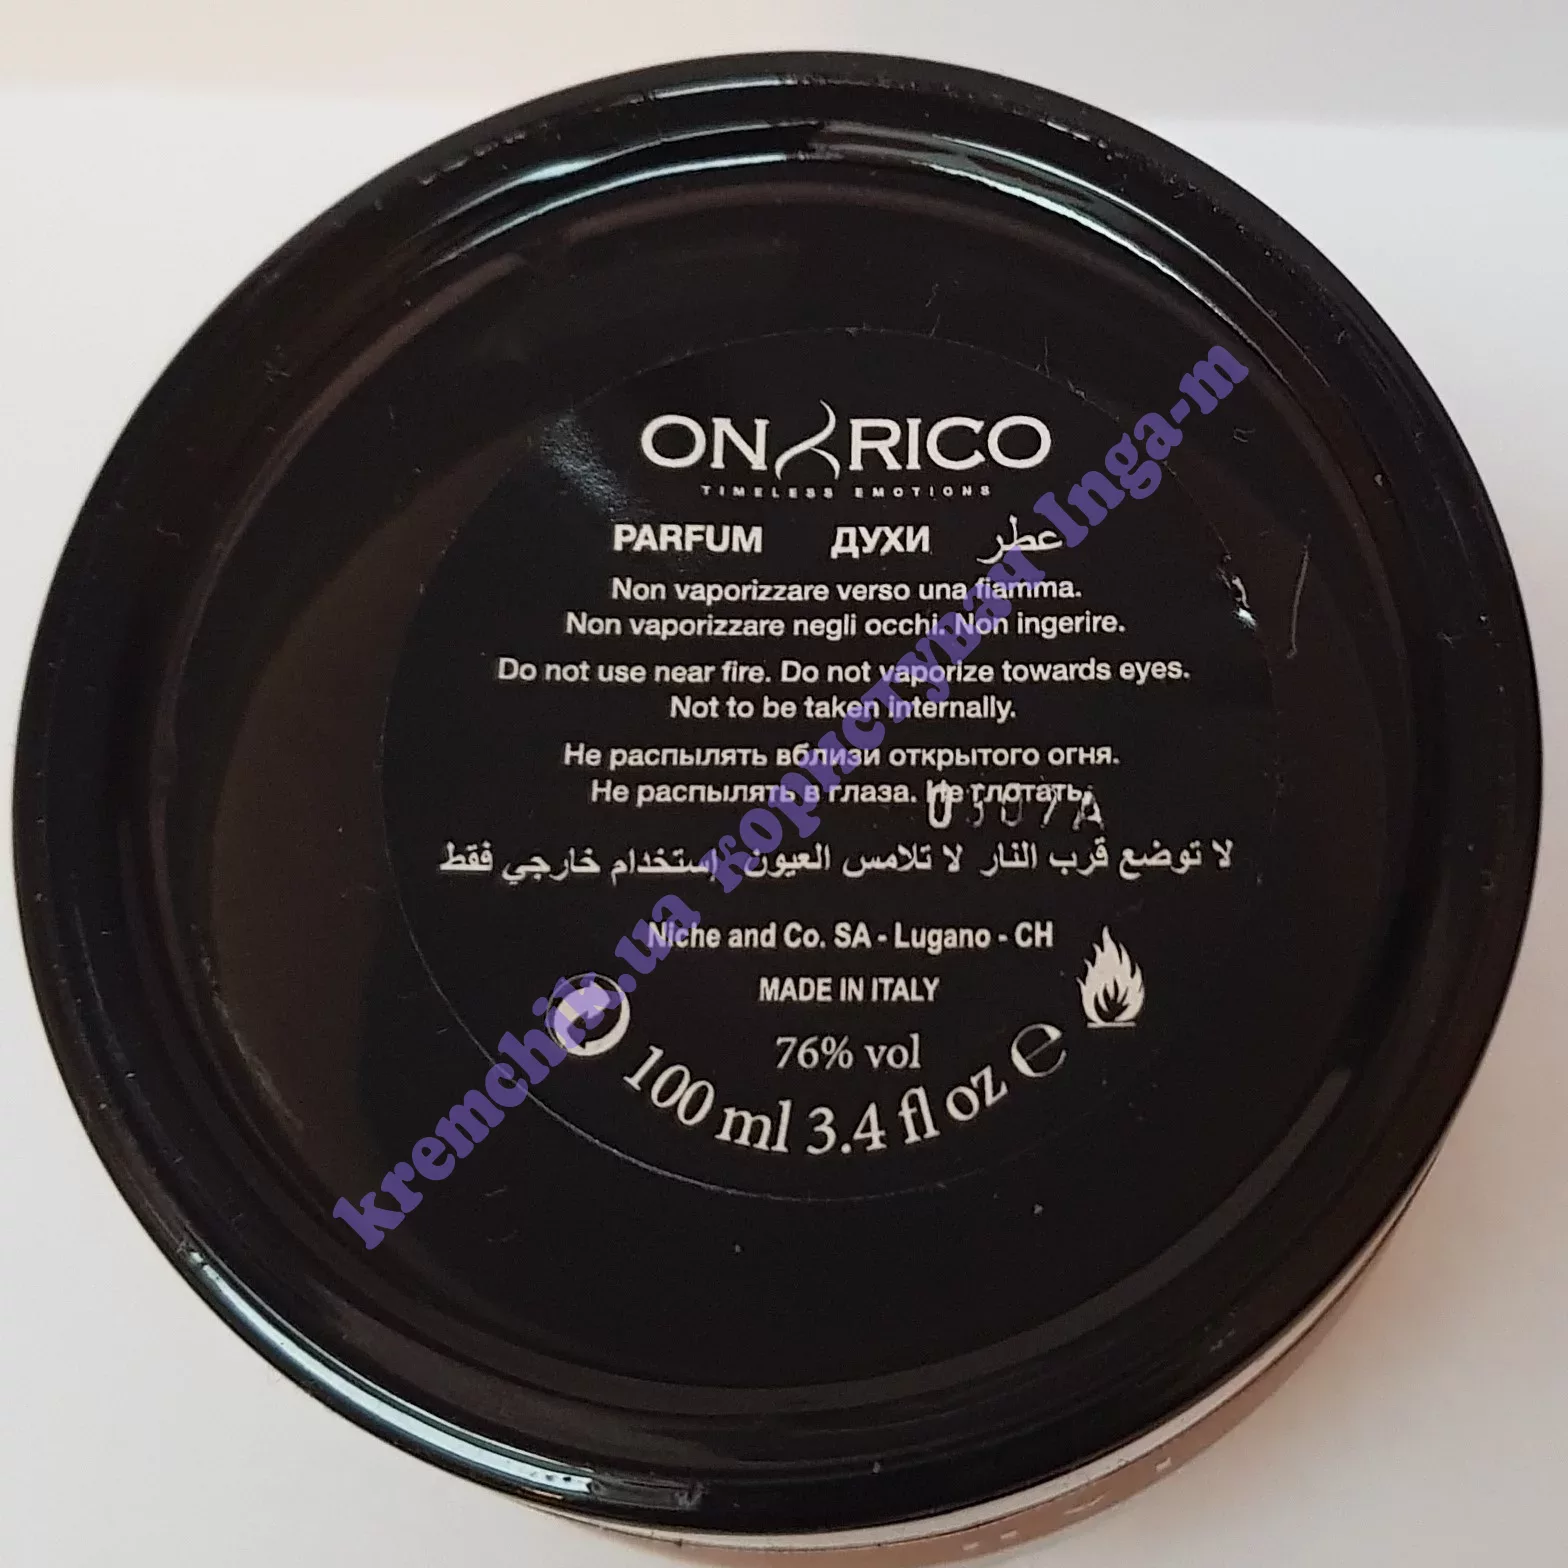 ONYRICO
TIMELESS EMOTIONS
PARFUM ДУХИ عطر
Non vaporizzare verso una fiamma.
Non vaporizzare negli occhi. Non ingerire.
Do not use near fire. Do not vaporize towards eyes.
Not to be taken internally.
Не распылять вблизи открытого огня.
Не распылять в глаза. Не глотать.
لا توضع قرب النار لا تلامس العيون إستخدام خارجي فقط
Niche and Co. SA - Lugano - CH
MADE IN ITALY
76% vol
100 ml 3.4 fl oz e
kremchik.ua користувач Inga-m